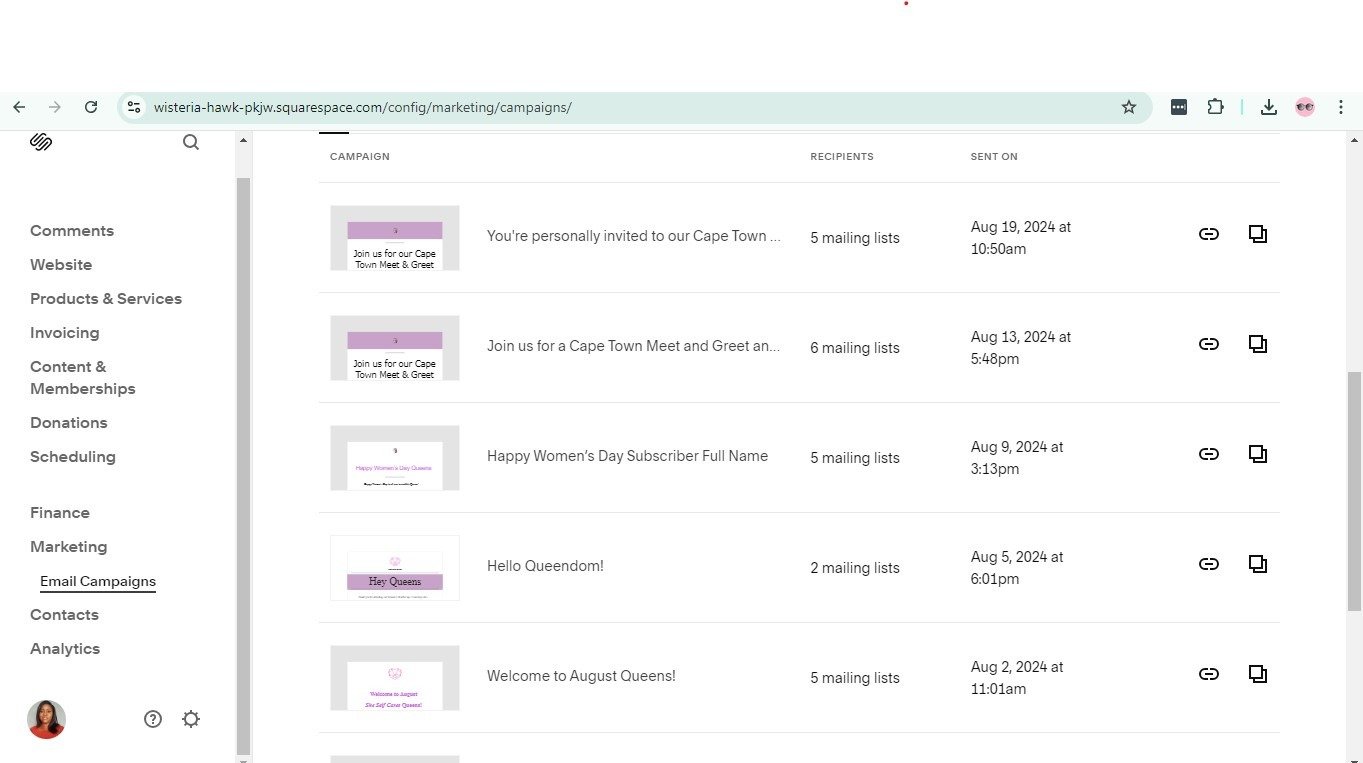 wisteria-hawk-pkjw.squarespace.com/config/marketing/campaigns/
Comments
Website
Products & Services
Invoicing
Content &
Memberships
Donations
Scheduling
Finance
Marketing
Email Campaigns
Contacts
Analytics
CAMPAIGN RECIPIENTS SENT ON
Join us for our Cape
Town Meet & Greet
You're personally invited to our Cape Town ...
5 mailing lists
Aug 19, 2024 at
10:50am
Join us for our Cape
Town Meet & Greet
Join us for a Cape Town Meet and Greet an...
6 mailing lists
Aug 13, 2024 at
5:48pm
Happy Women's Day Queens
Happy Women’s Day Subscriber Full Name
5 mailing lists
Aug 9, 2024 at
3:13pm
Hey Queens
Hello Queendom!
2 mailing lists
Aug 5, 2024 at
6:01pm
Welcome to August
She Self Cares Queens!
Welcome to August Queens!
5 mailing lists
Aug 2, 2024 at
11:01am